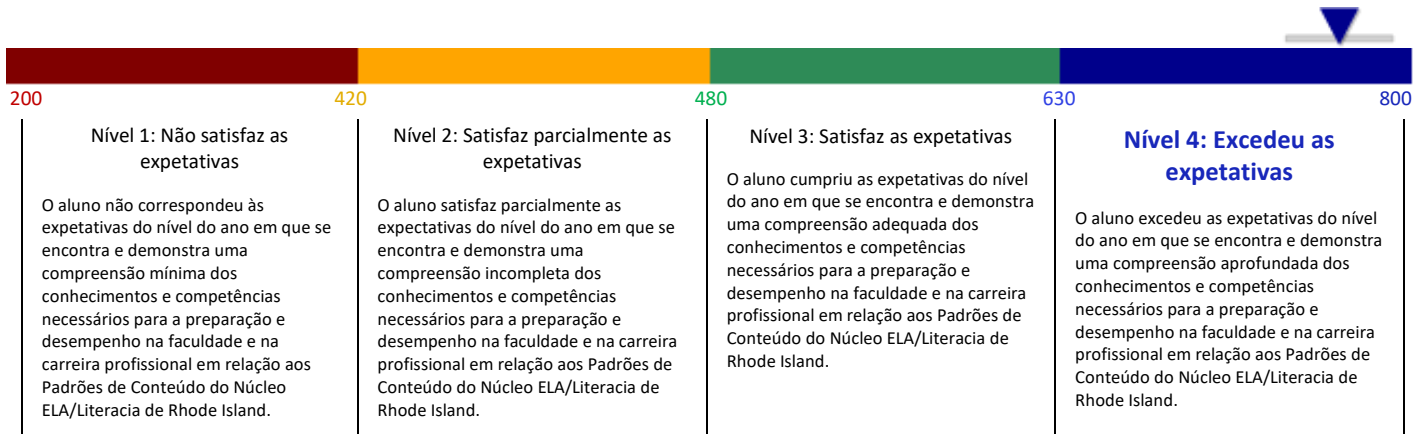 200 420 480 630 800
Nível 1: Não satisfaz as
expetativas
O aluno não correspondeu às
expetativas do nível do ano em que se
encontra e demonstra uma
compreensão mínima dos
conhecimentos e competências
necessários para a preparação e
desempenho na faculdade e na
carreira profissional em relação aos
Padrões de Conteúdo do Núcleo
ELA/Literacia de Rhode Island.
Nível 2: Satisfaz parcialmente as
expetativas
O aluno satisfaz parcialmente as
expectativas do nível do ano em que se
encontra e demonstra uma
compreensão incompleta dos
conhecimentos e competências
necessários para a preparação e
desempenho na faculdade e na carreira
profissional em relação aos Padrões de
Conteúdo do Núcleo ELA/Literacia de
Rhode Island.
Nível 3: Satisfaz as expetativas
O aluno cumpriu as expetativas do nível
do ano em que se encontra e demonstra
uma compreensão adequada dos
conhecimentos e competências
necessários para a preparação e
desempenho na faculdade e na carreira
profissional em relação aos Padrões de
Conteúdo do Núcleo ELA/Literacia de
Rhode Island.
Nível 4: Excedeu as
expetativas
O aluno excedeu as expetativas do nível
do ano em que se encontra e demonstra
uma compreensão aprofundada dos
conhecimentos e competências
necessários para a preparação e
desempenho na faculdade e na carreira
profissional em relação aos Padrões de
Conteúdo do Núcleo ELA/Literacia de
Rhode Island.